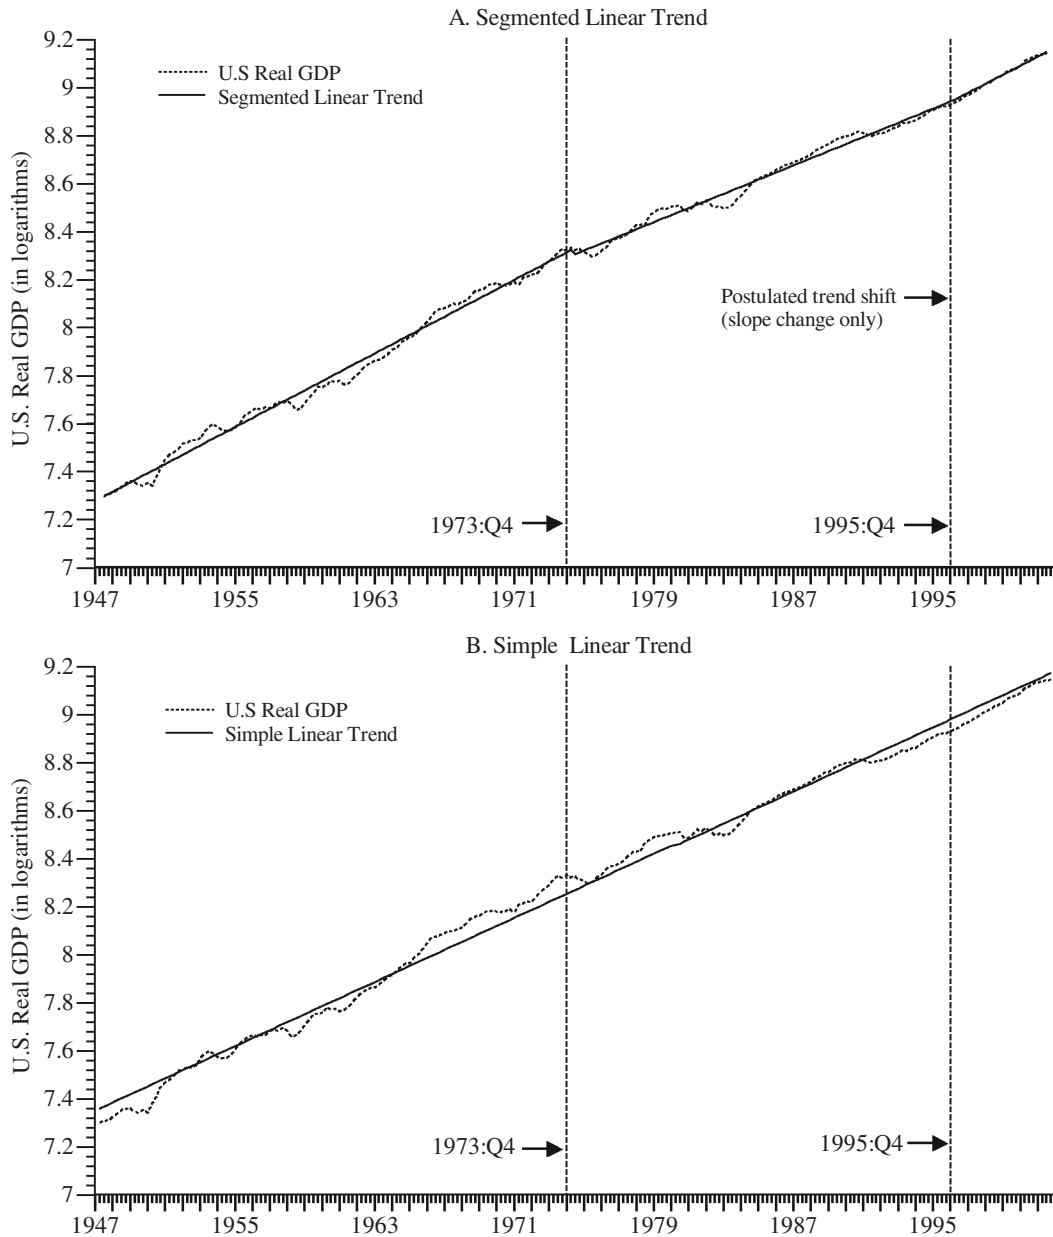 A. Segmented Linear Trend
U.S. Real GDP (in logarithms)
9.2
9
8.8
8.6
8.4
8.2
8
7.8
7.6
7.4
7.2
7
U.S Real GDP
Segmented Linear Trend
Postulated trend shift
(slope change only)
1973:Q4
1995:Q4
1947
1955
1963
1971
1979
1987
1995
B. Simple Linear Trend
U.S. Real GDP (in logarithms)
9.2
9
8.8
8.6
8.4
8.2
8
7.8
7.6
7.4
7.2
7
U.S Real GDP
Simple Linear Trend
1973:Q4
1995:Q4
1947
1955
1963
1971
1979
1987
1995